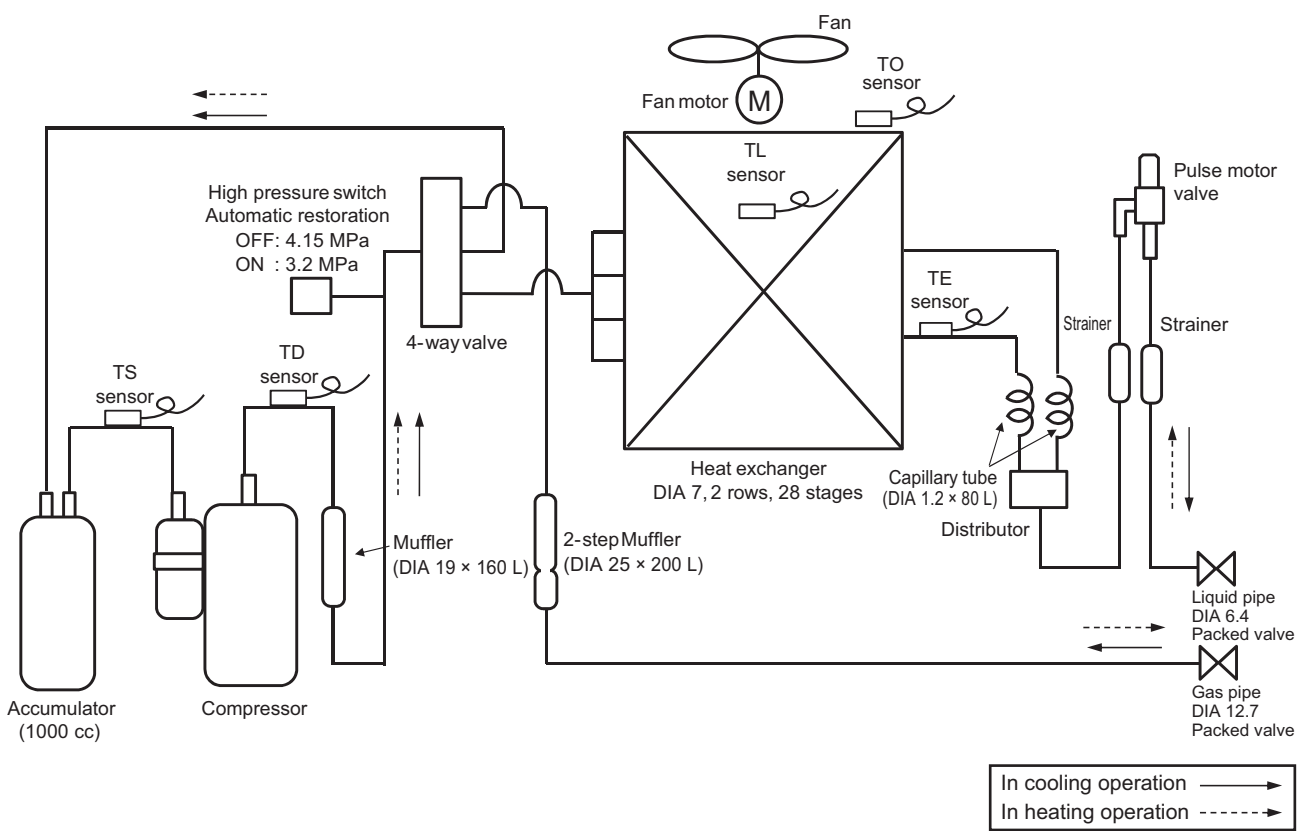 Fan
TO
sensor
Fan motor
M
TL
sensor
Pulse motor
valve
High pressure switch
Automatic restoration
OFF: 4.15 MPa
ON : 3.2 MPa
TE
sensor
Strainer
Strainer
4-way valve
TD
sensor
TS
sensor
Heat exchanger
DIA 7, 2 rows, 28 stages
Capillary tube
(DIA 1.2 × 80 L)
Distributor
Muffler
(DIA 19 × 160 L)
2-step Muffler
(DIA 25 × 200 L)
Liquid pipe
DIA 6.4
Packed valve
Gas pipe
DIA 12.7
Packed valve
Accumulator
(1000 cc)
Compressor
In cooling operation
In heating operation